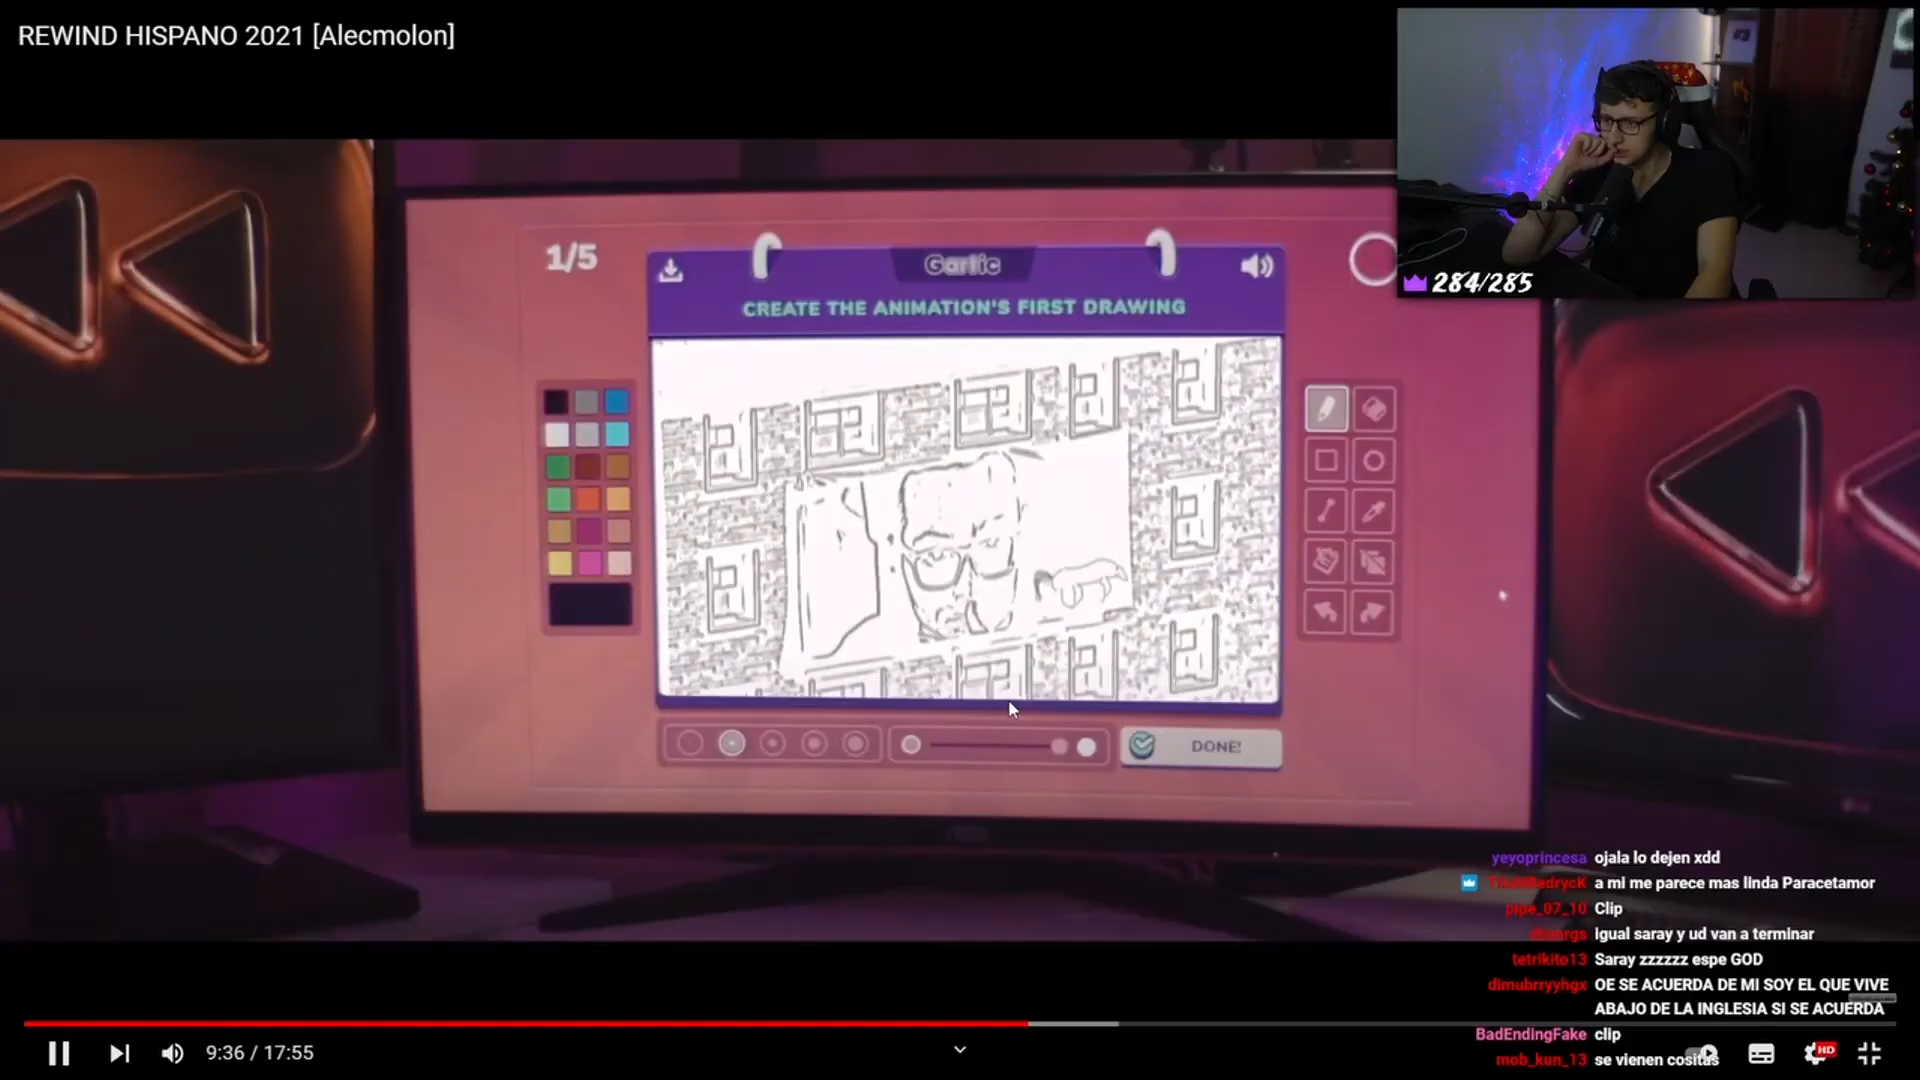 REWIND HISPANO 2021 [Alecmolon]
284/285
1/5
Gartic
CREATE THE ANIMATION'S FIRST DRAWING
DONE!
yeyoprincesa ojala lo dejen xdd
a mi me parece mas linda Paracetamor
pipe_07_10 Clip
Igual saray y ud van a terminar
tetrikito13 Saray zzzzzz espe GOD
dimubrryyhgx OE SE ACUERDA DE MI SOY EL QUE VIVE
ABAJO DE LA INGLESIA SI SE ACUERDA
BadEndingFake clip
mob_kun_13 se vienen cositas
9:36 / 17:55
HD